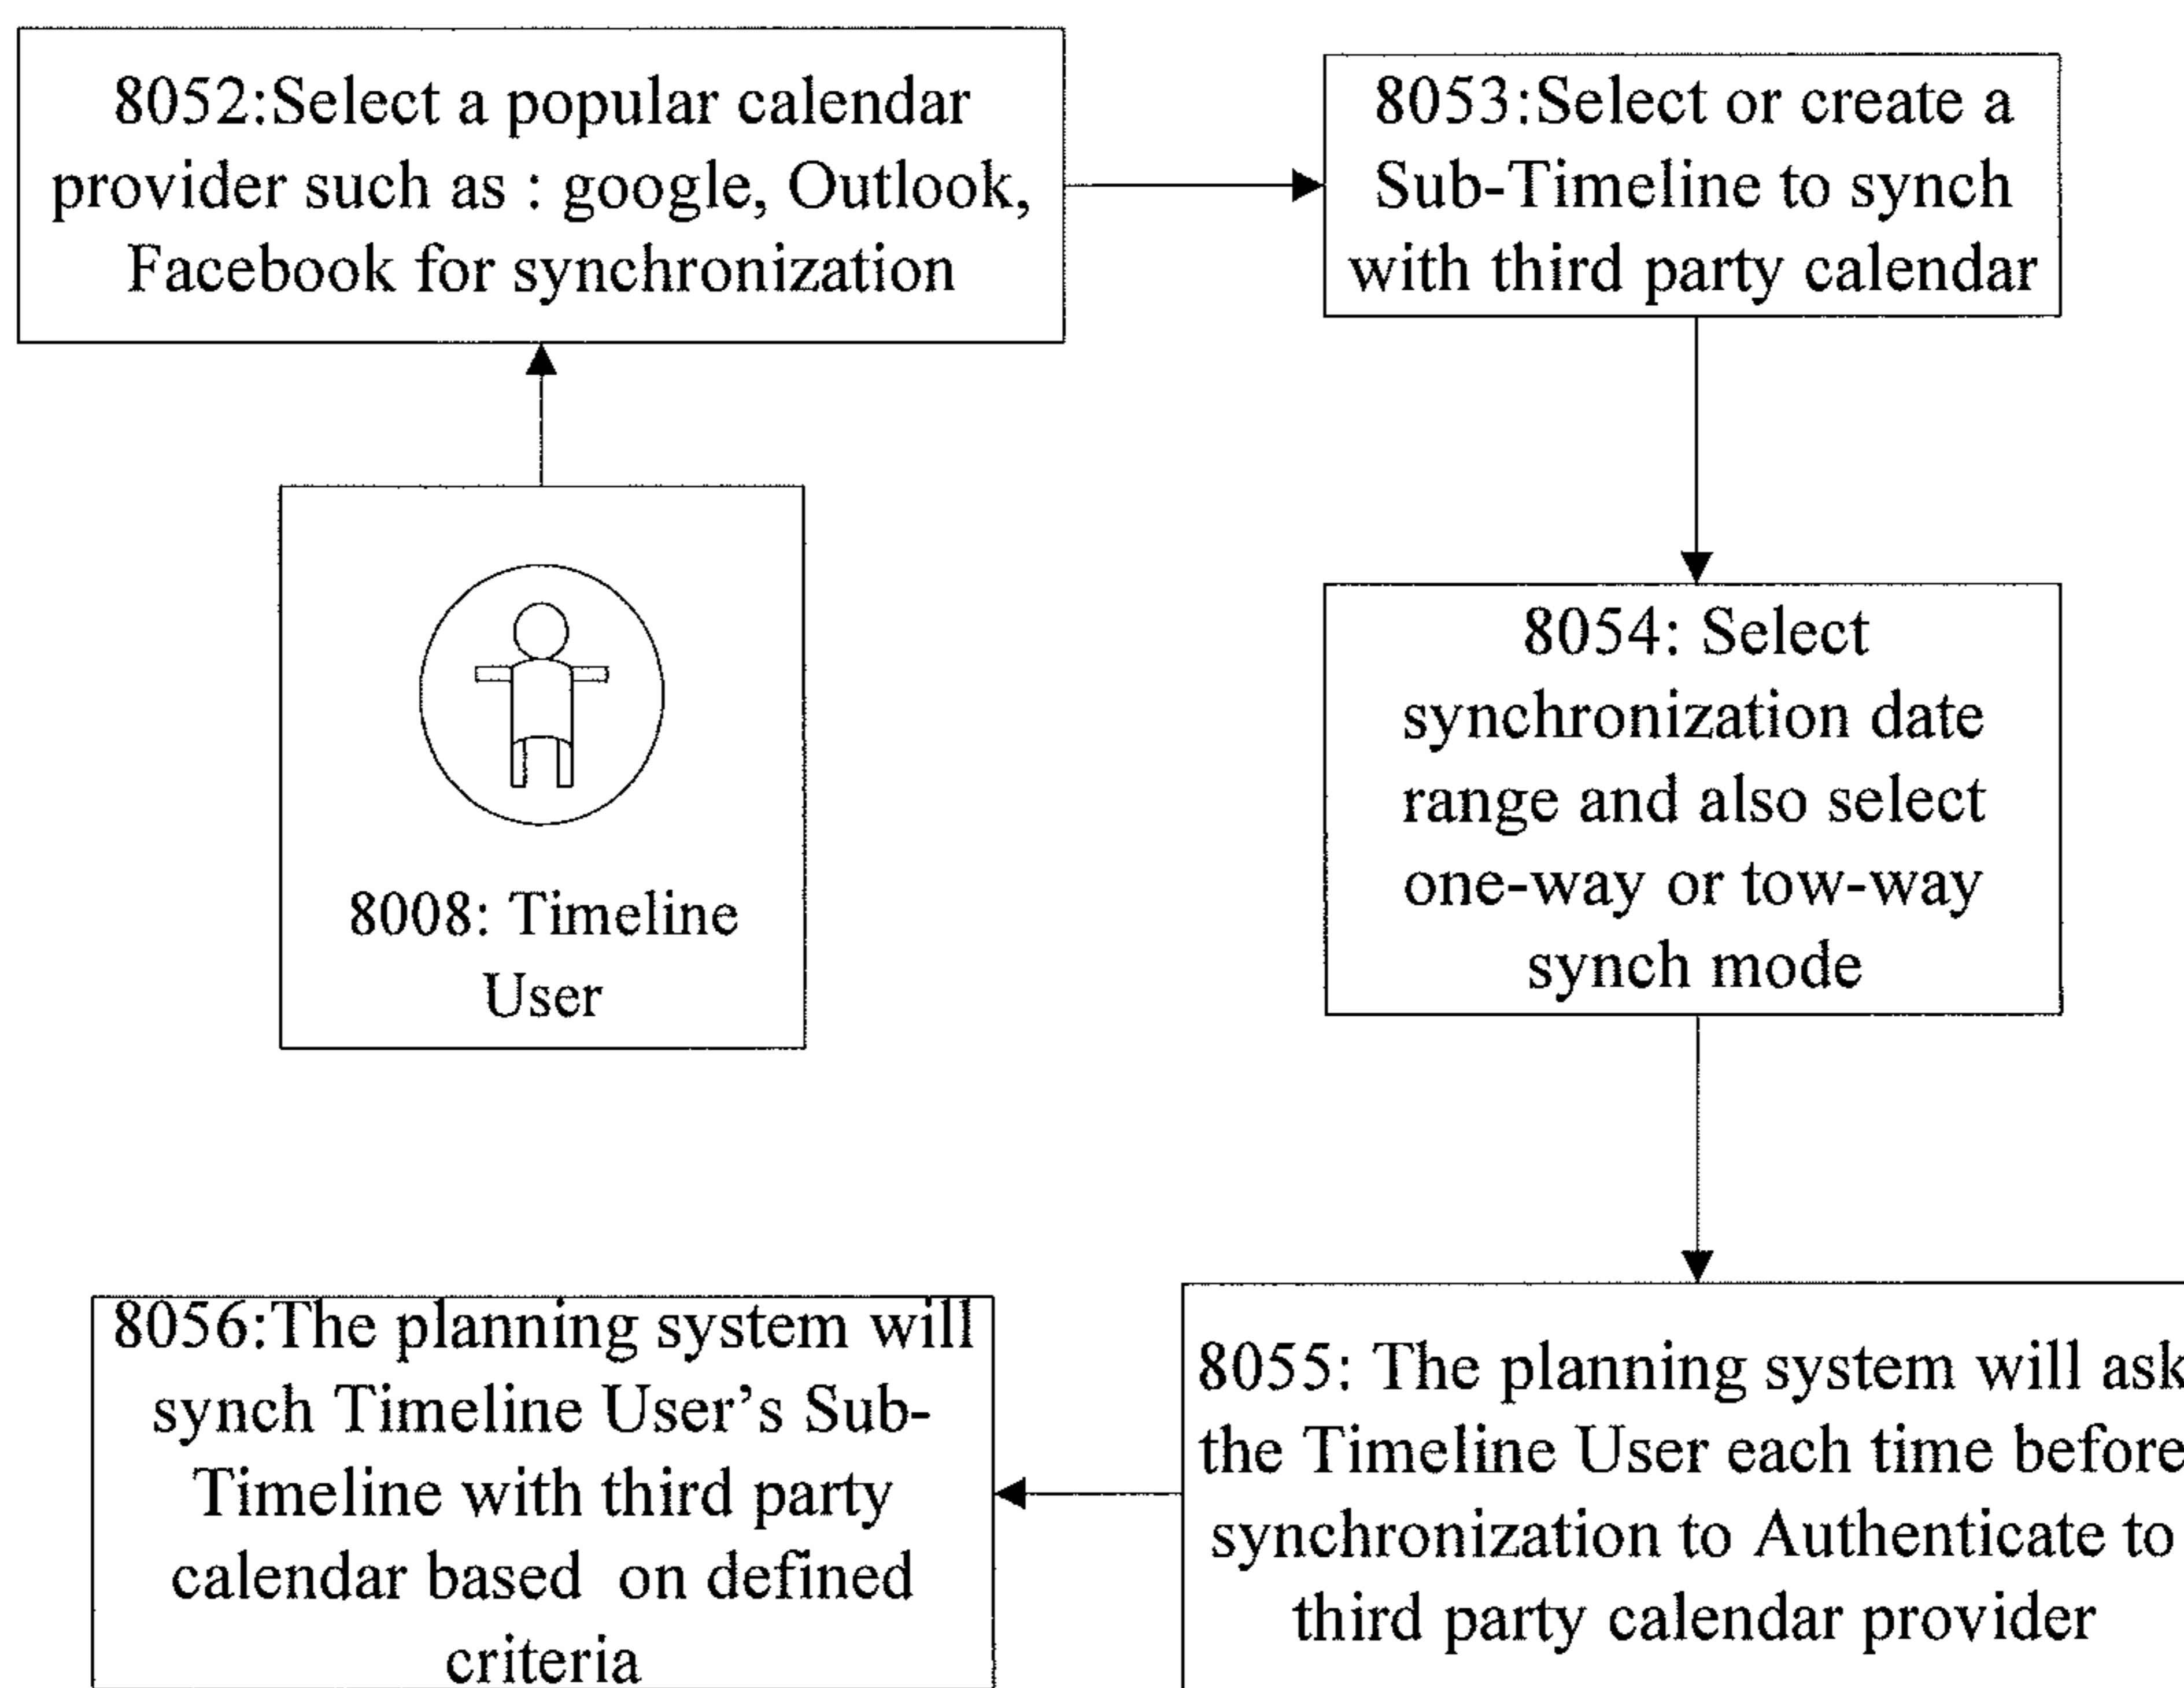 8052:Select a popular calendar
provider such as : google, Outlook,
Facebook for synchronization
8053:Select or create a
Sub-Timeline to synch
with third party calendar
8008: Timeline
User
8054: Select
synchronization date
range and also select
one-way or tow-way
synch mode
8055: The planning system will ask
the Timeline User each time before
synchronization to Authenticate to
third party calendar provider
8056:The planning system will
synch Timeline User’s Sub-
Timeline with third party
calendar based  on defined
criteria